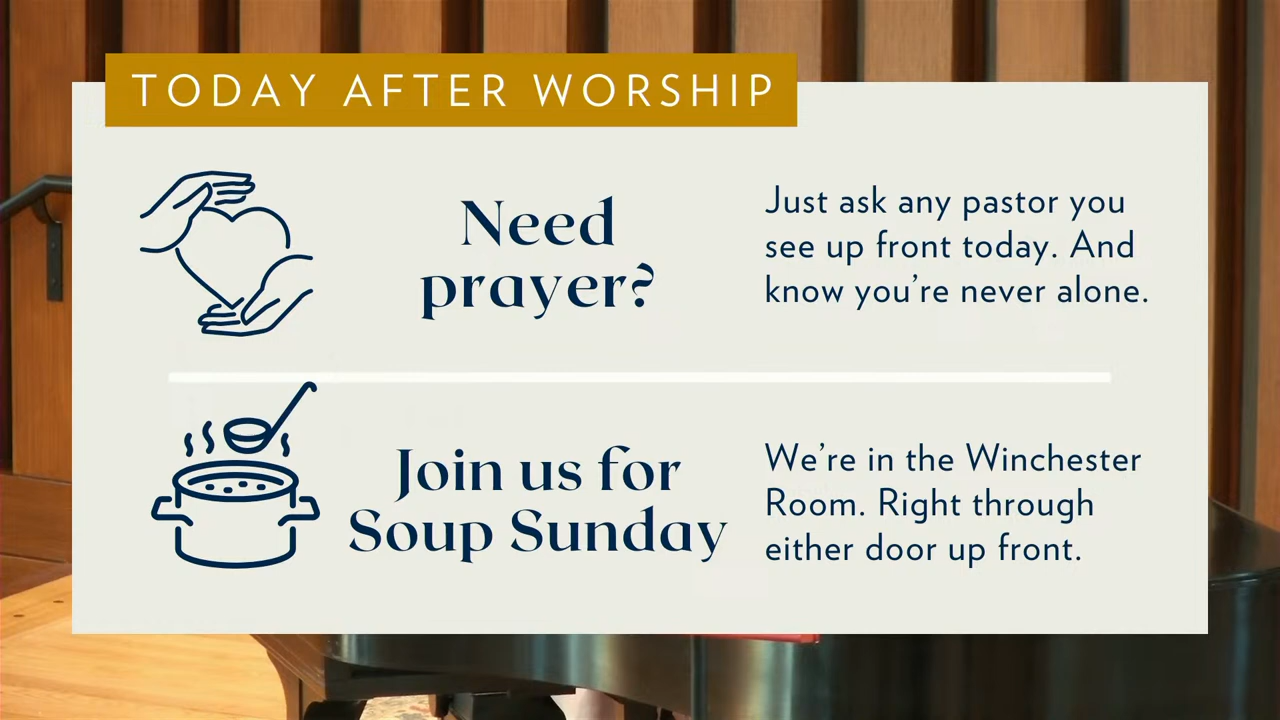 TODAY AFTER WORSHIP
Need
prayer?
Just ask any pastor you
see up front today. And
know you’re never alone.
Join us for
Soup Sunday
We’re in the Winchester
Room. Right through
either door up front.